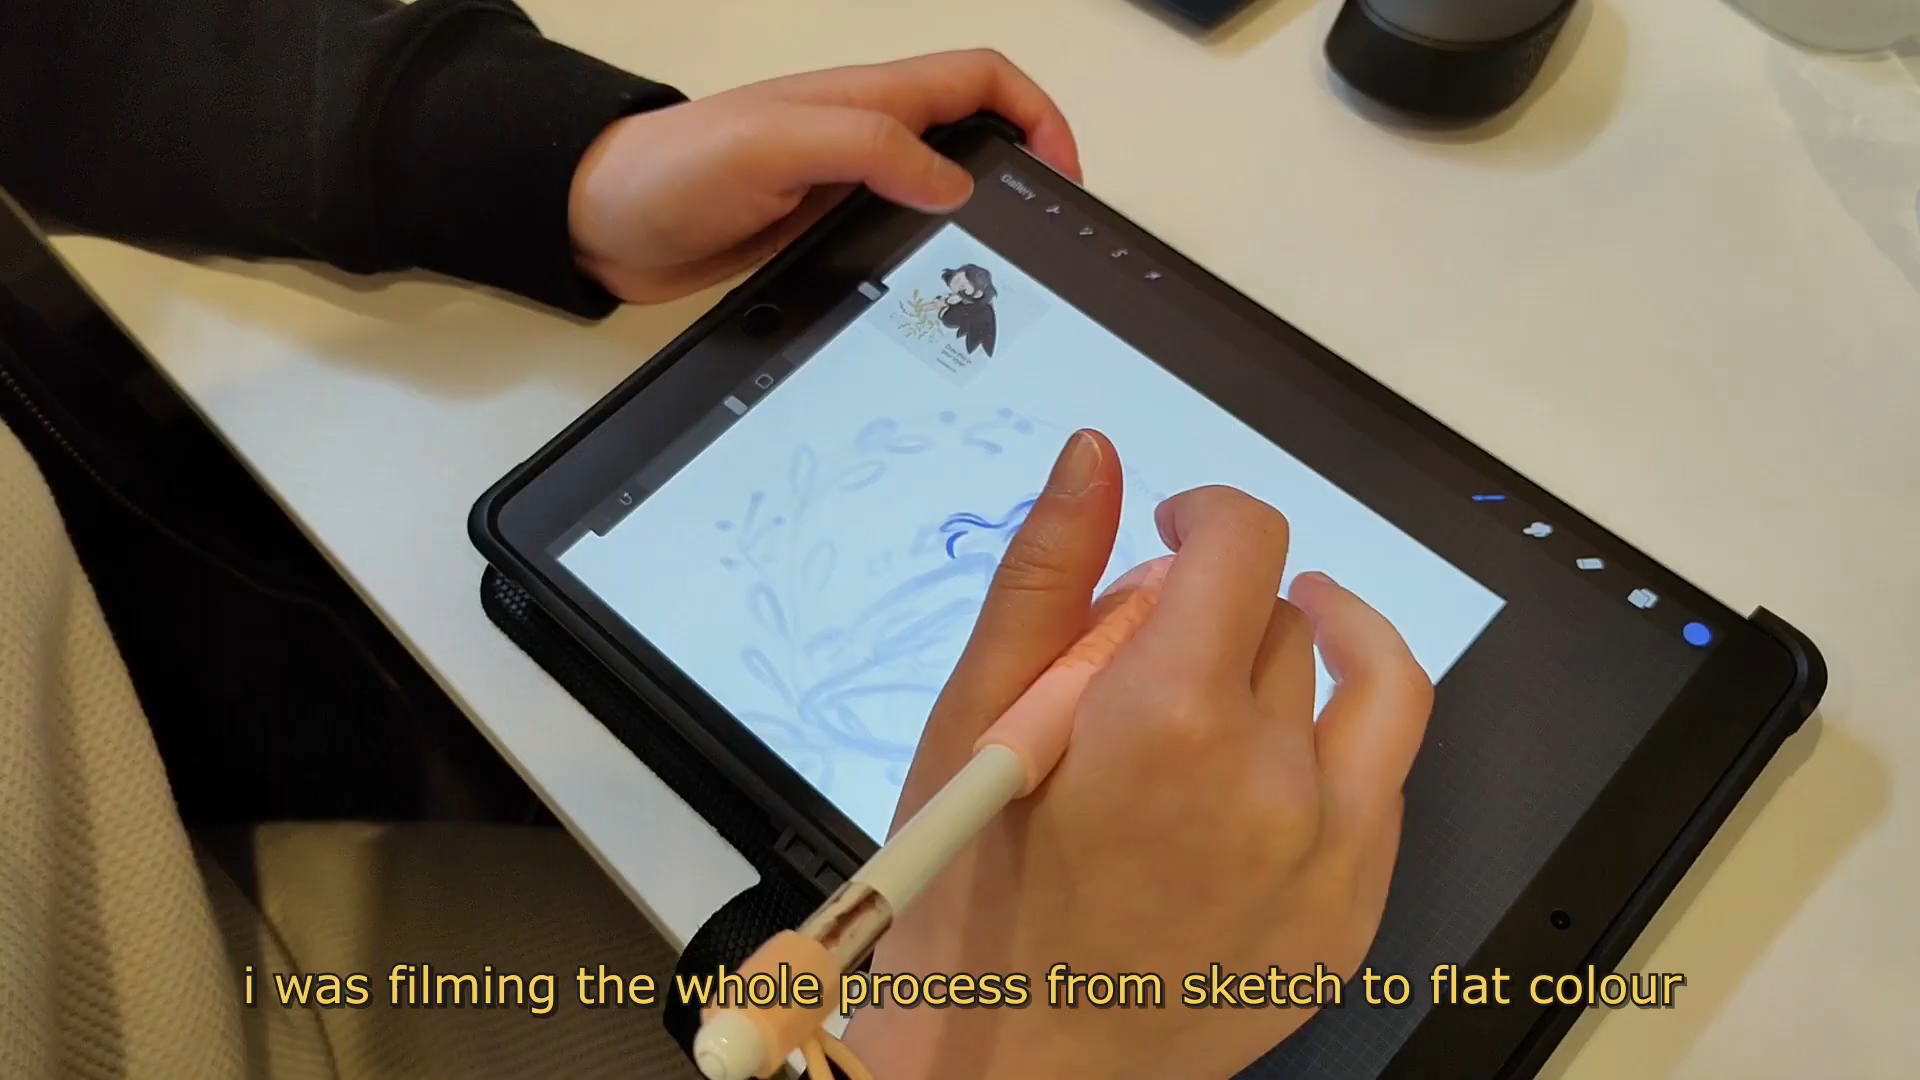 Gallery
i was filming the whole process from sketch to flat colour